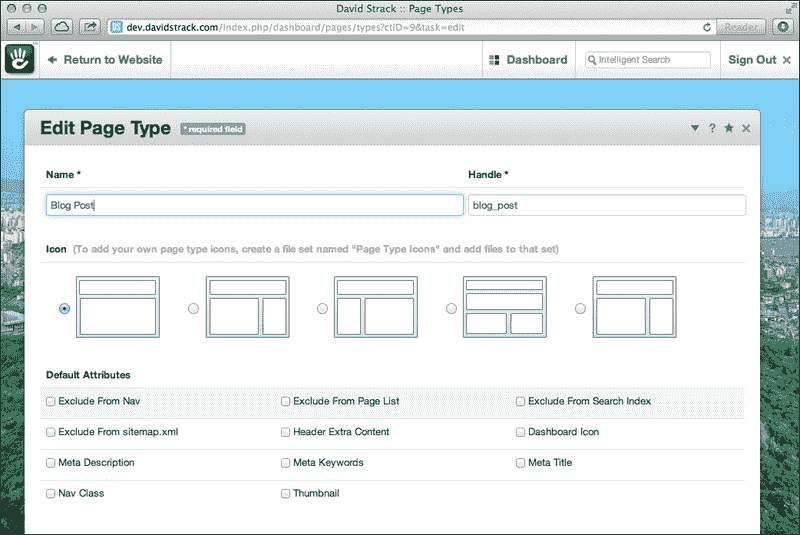 David Strack :: Page Types
dev.davidstrack.com/index.php/dashboard/pages/types?ctID=9&task=edit
Reader
Return to Website
Dashboard
Intelligent Search
Sign Out
Edit Page Type * required field
Name *
Handle *
Blog Post
blog_post
Icon (To add your own page type icons, create a file set named "Page Type Icons" and add files to that set)
Default Attributes
Exclude From Nav
Exclude From Page List
Exclude From Search Index
Exclude From sitemap.xml
Header Extra Content
Dashboard Icon
Meta Description
Meta Keywords
Meta Title
Nav Class
Thumbnail